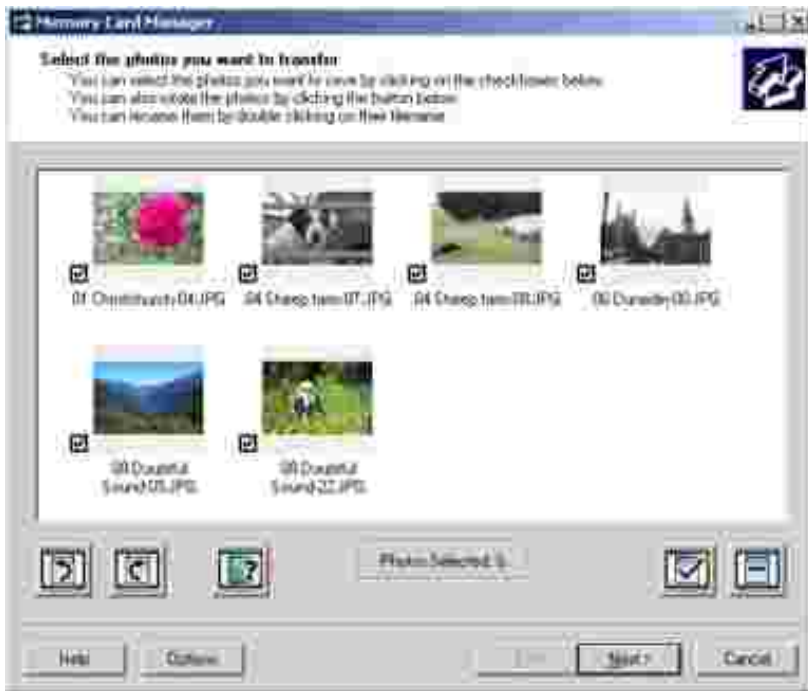 Memory Card Manager
Select the photos you want to transfer
You can select the photos you want to save by clicking on the checkboxes below.
You can also rotate the photos by clicking the button below.
You can rename them by double clicking on their filename.
01 Christchurch-04.JPG
04 Sheep farm-07.JPG
04 Sheep farm-08.JPG
06 Dunedin-00.JPG
08 Doubtful
Sound-05.JPG
08 Doubtful
Sound-22.JPG
Photos Selected:
Help
Options
Next >
Cancel